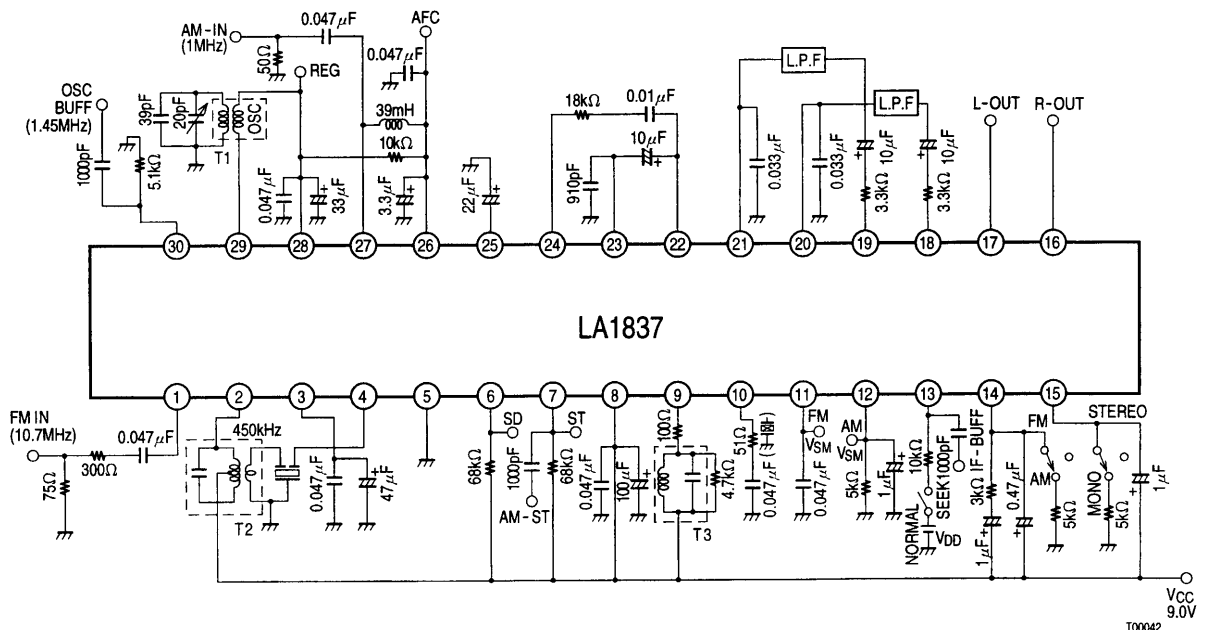 AM-IN
(1MHz)
0.047μF
AFC
50Ω
REG
0.047μF
OSC
BUFF
(1.45MHz)
39pF
20pF
OSC
T1
39mH
10kΩ
1000pF
5.1kΩ
0.047μF
33μF
3.3μF
22μF
18kΩ
0.01μF
10μF
910pF
L.P.F
L.P.F
0.033μF
0.033μF
10μF
10μF
3.3kΩ
3.3kΩ
L-OUT
R-OUT
30 29 28 27 26 25 24 23 22 21 20 19 18 17 16
LA1837
1 2 3 4 5 6 7 8 9 10 11 12 13 14 15
FM IN
(10.7MHz)
0.047μF
300Ω
75Ω
450kHz
T2
0.047μF
47μF
SD
68kΩ
1000pF
AM-ST
ST
68kΩ
0.047μF
100μF
100Ω
4.7kΩ
T3
51Ω
0.047μF
FM
VSM
0.047μF
AM
VSM
5kΩ
1μF
10kΩ
NORMAL
SEEK
1000pF
IF-BUFF
VDD
3kΩ
1μF
0.47μF
FM
AM
5kΩ
STEREO
MONO
5kΩ
1μF
VCC
9.0V
T00042